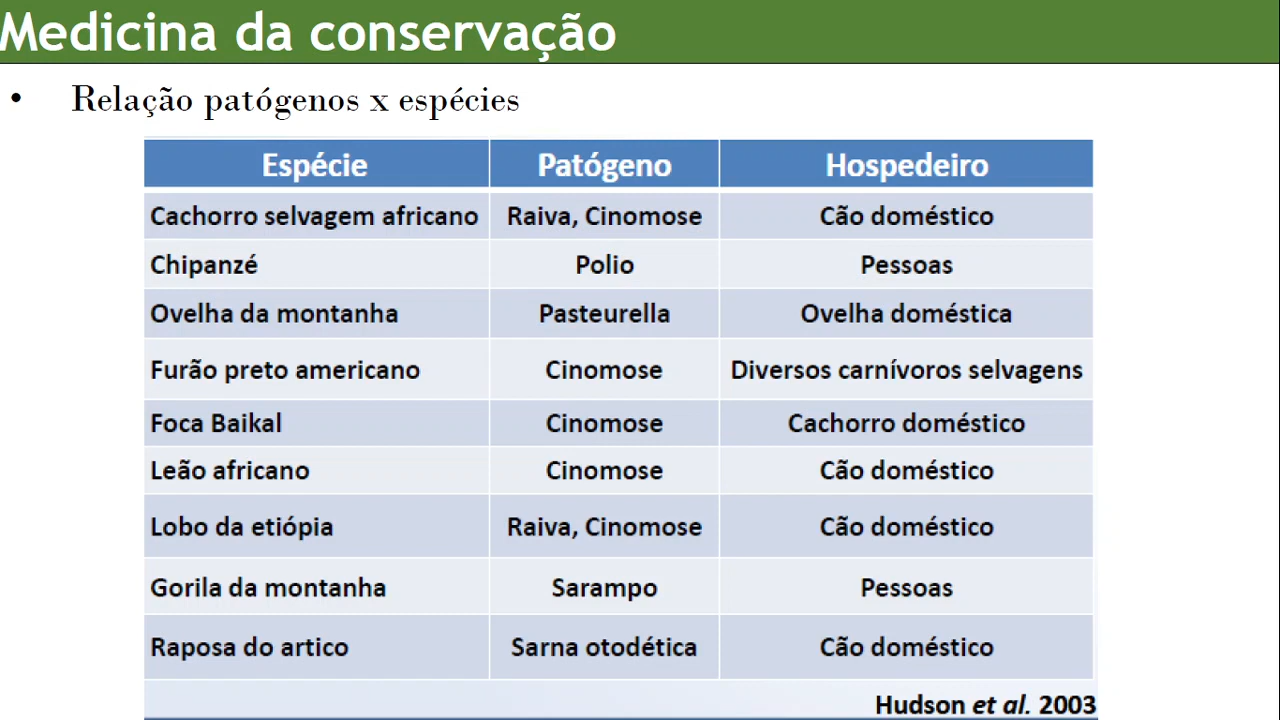 Medicina da conservação
• Relação patógenos x espécies
Espécie Patógeno Hospedeiro
Cachorro selvagem africano Raiva, Cinomose Cão doméstico
Chipanzé Polio Pessoas
Ovelha da montanha Pasteurella Ovelha doméstica
Furão preto americano Cinomose Diversos carnívoros selvagens
Foca Baikal Cinomose Cachorro doméstico
Leão africano Cinomose Cão doméstico
Lobo da etiópia Raiva, Cinomose Cão doméstico
Gorila da montanha Sarampo Pessoas
Raposa do artico Sarna otodética Cão doméstico
Hudson et al. 2003